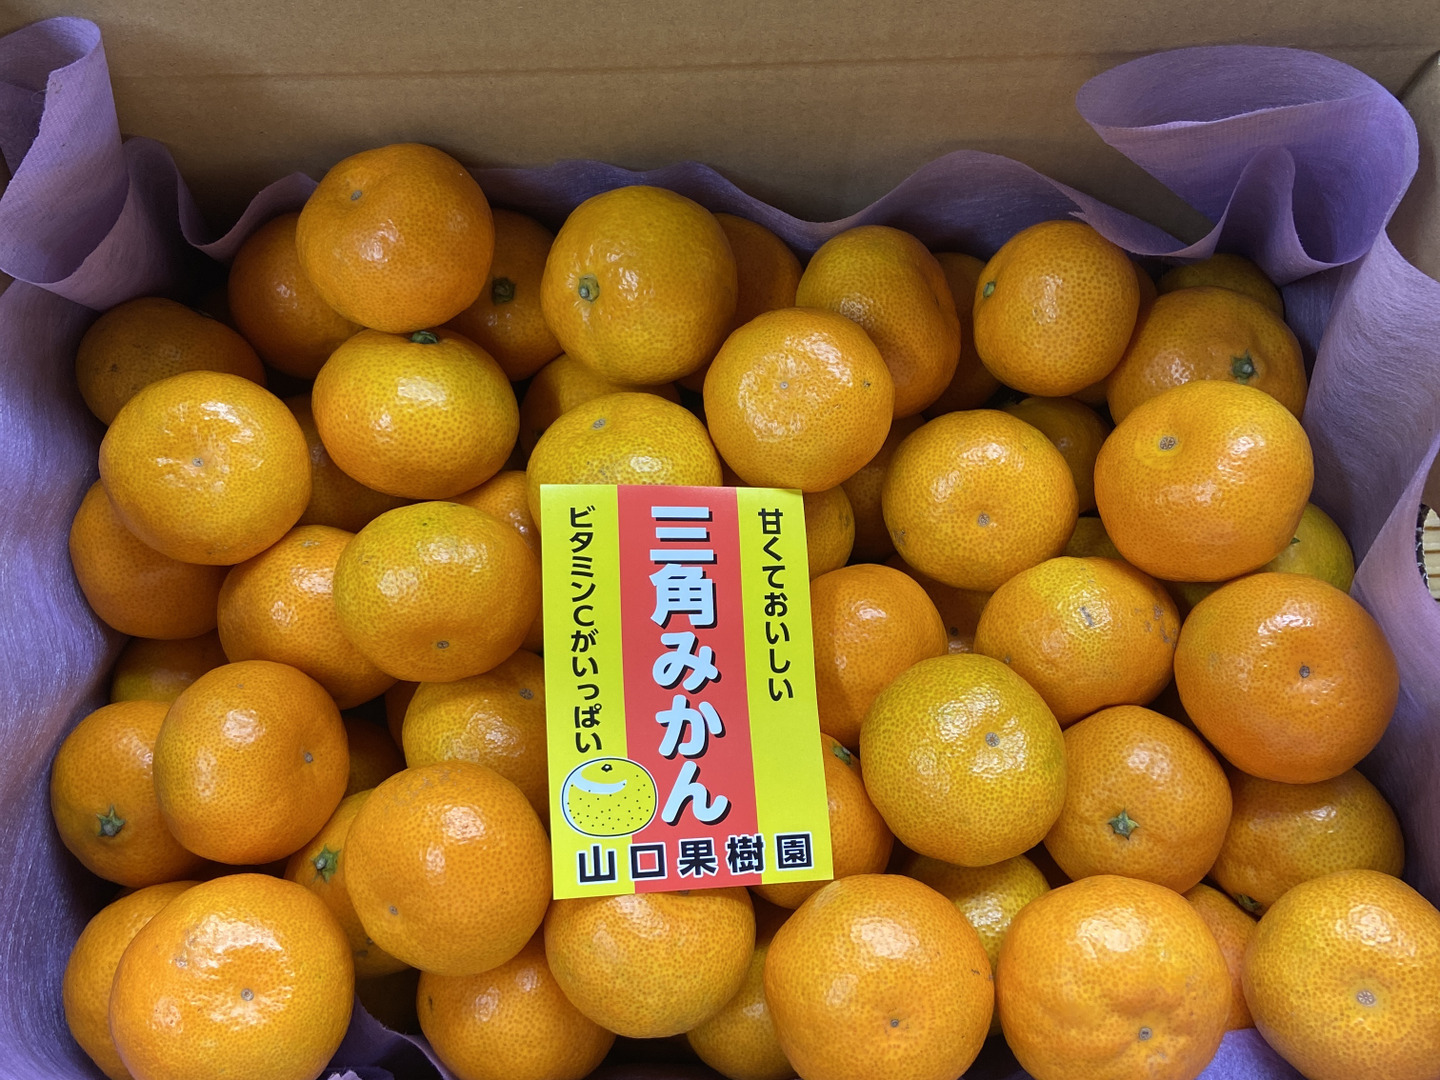 甘くておいしい
三角みかん
ビタミンCがいっぱい
山口果樹園